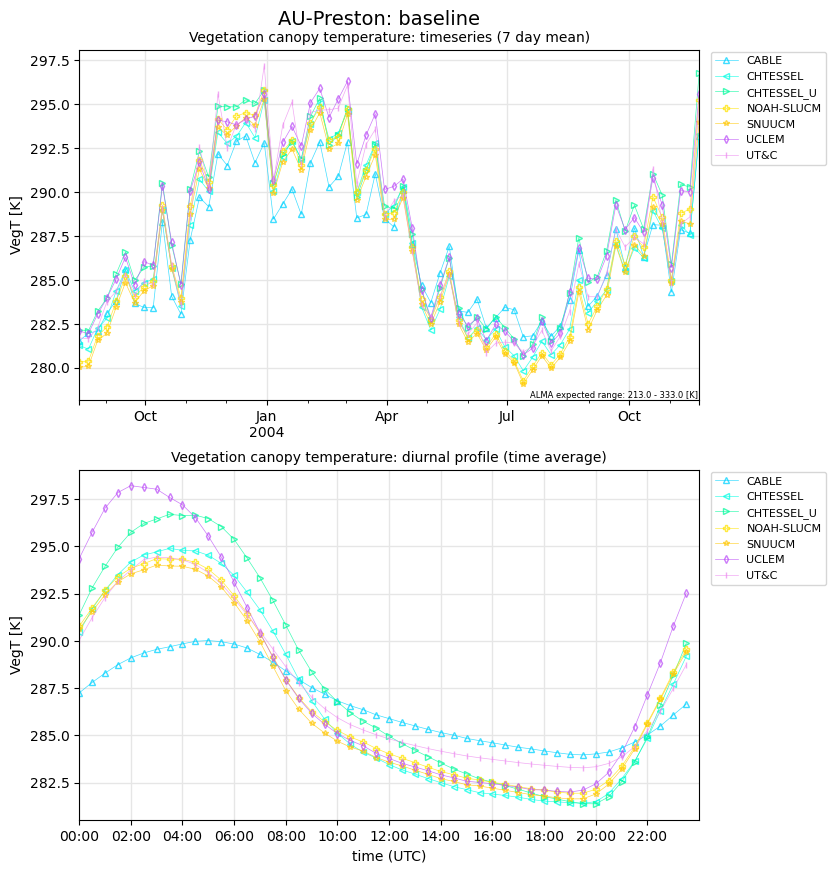 AU-Preston: baseline
Vegetation canopy temperature: timeseries (7 day mean)
297.5
295.0
292.5
290.0
287.5
285.0
282.5
280.0
VegT [K]
CABLE
CHTESSEL
CHTESSEL_U
NOAH-SLUCM
SNUUCM
UCLEM
UT&C
ALMA expected range: 213.0 - 333.0 [K]
Oct
Jan
2004
Apr
Jul
Oct
Vegetation canopy temperature: diurnal profile (time average)
297.5
295.0
292.5
290.0
287.5
285.0
282.5
VegT [K]
CABLE
CHTESSEL
CHTESSEL_U
NOAH-SLUCM
SNUUCM
UCLEM
UT&C
00:00
02:00
04:00
06:00
08:00
10:00
12:00
14:00
16:00
18:00
20:00
22:00
time (UTC)